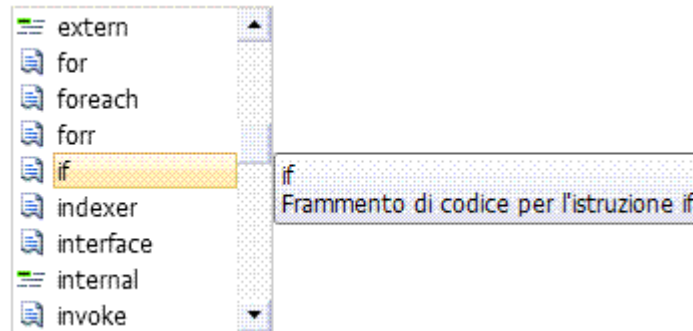 extern
for
foreach
forr
if
if
Frammento di codice per l'istruzione if
indexer
interface
internal
invoke